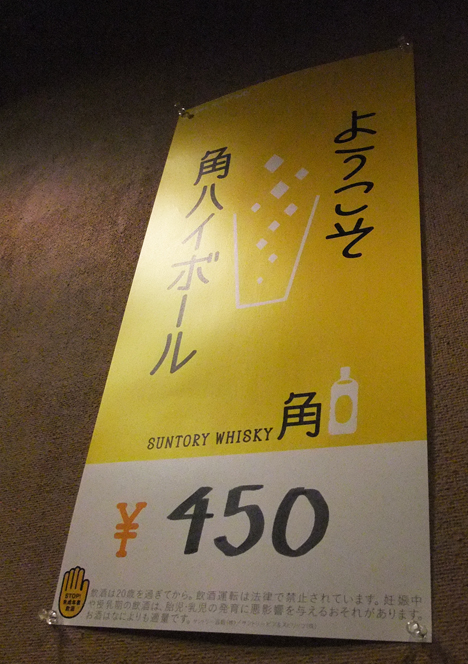 ようこそ
角ハイボール
SUNTORY WHISKY 角
¥ 450
STOP!
飲酒は20歳を過ぎてから。飲酒運転は法律で禁止されています。妊娠中
や授乳期の飲酒は、胎児・乳児の発育に悪影響を与えるおそれがあります。
お酒はなによりも適量です。